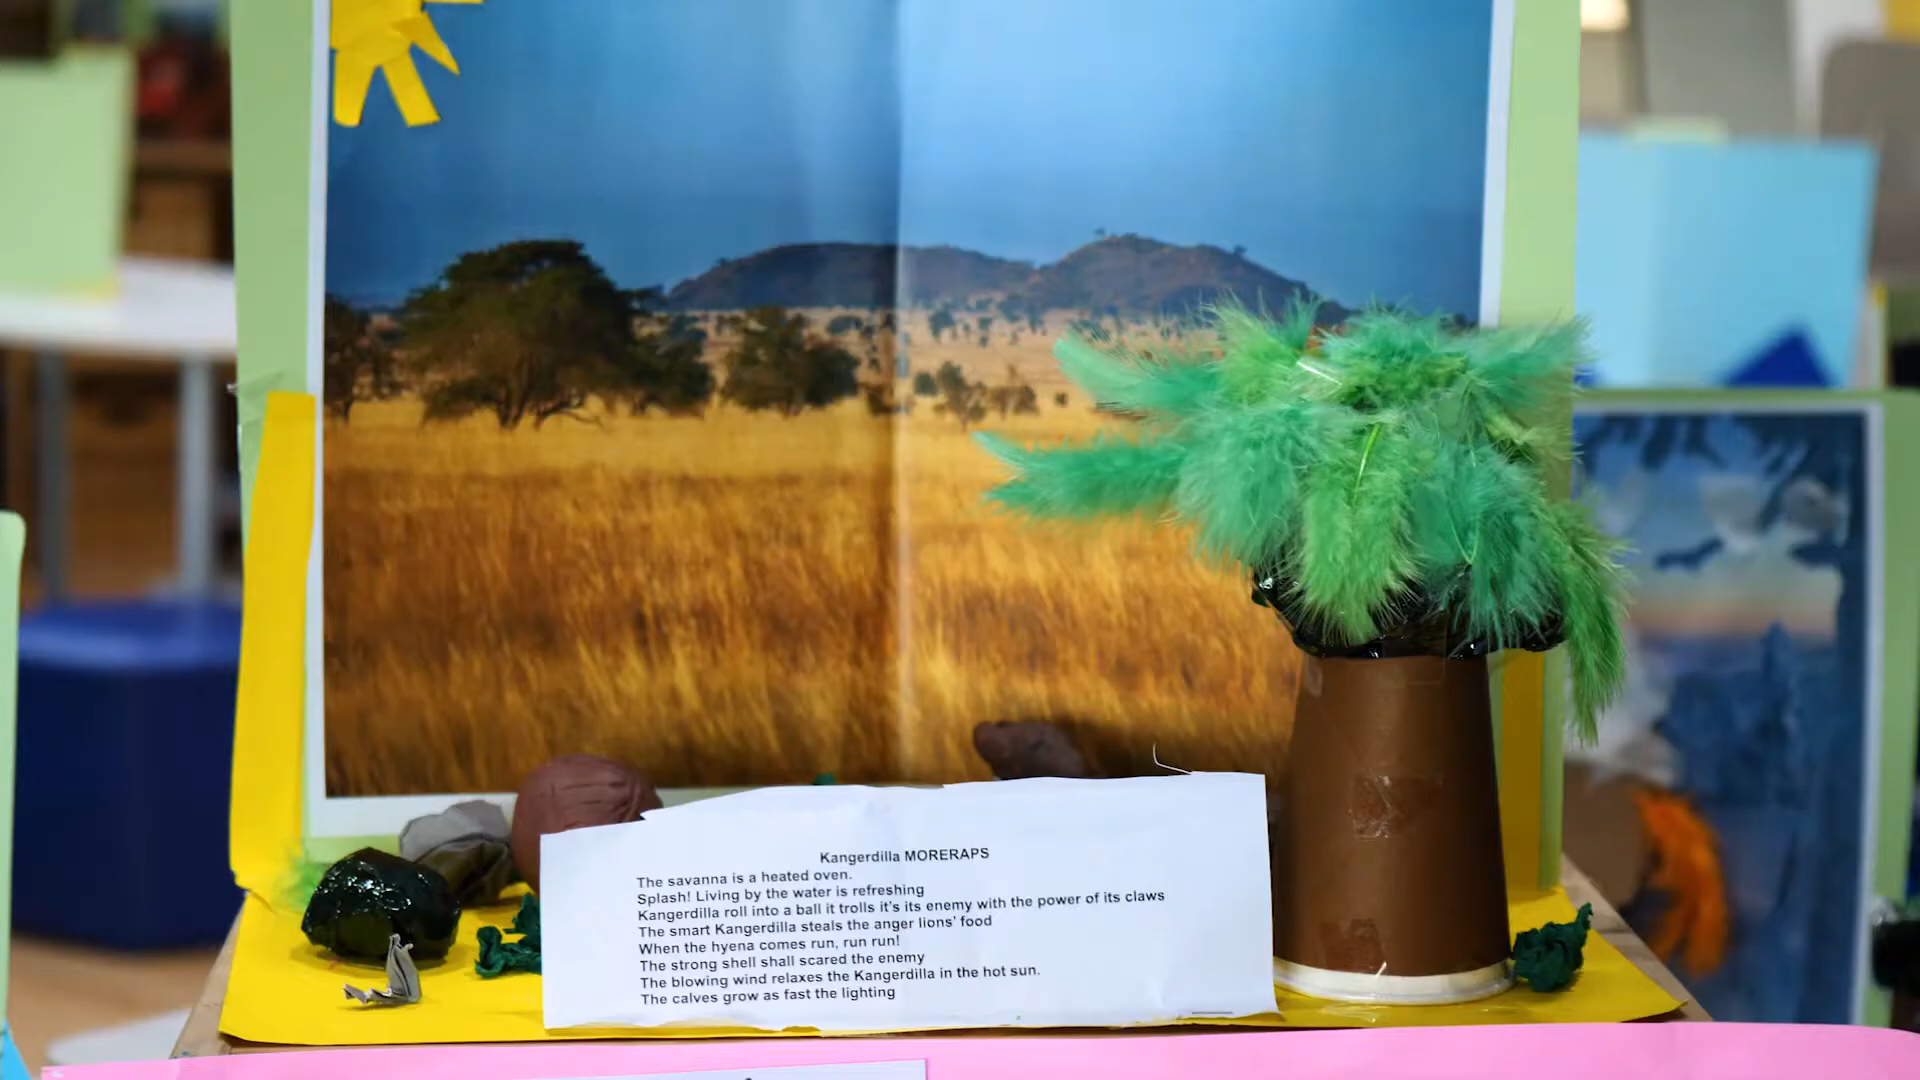 Kangerdilla MORERAPS
The savanna is a heated oven.
Splash! Living by the water is refreshing
Kangerdilla roll into a ball it trolls it's its enemy with the power of its claws
The smart Kangerdilla steals the anger lions' food
When the hyena comes run, run run!
The strong shell shall scared the enemy
The blowing wind relaxes the Kangerdilla in the hot sun.
The calves grow as fast the lighting